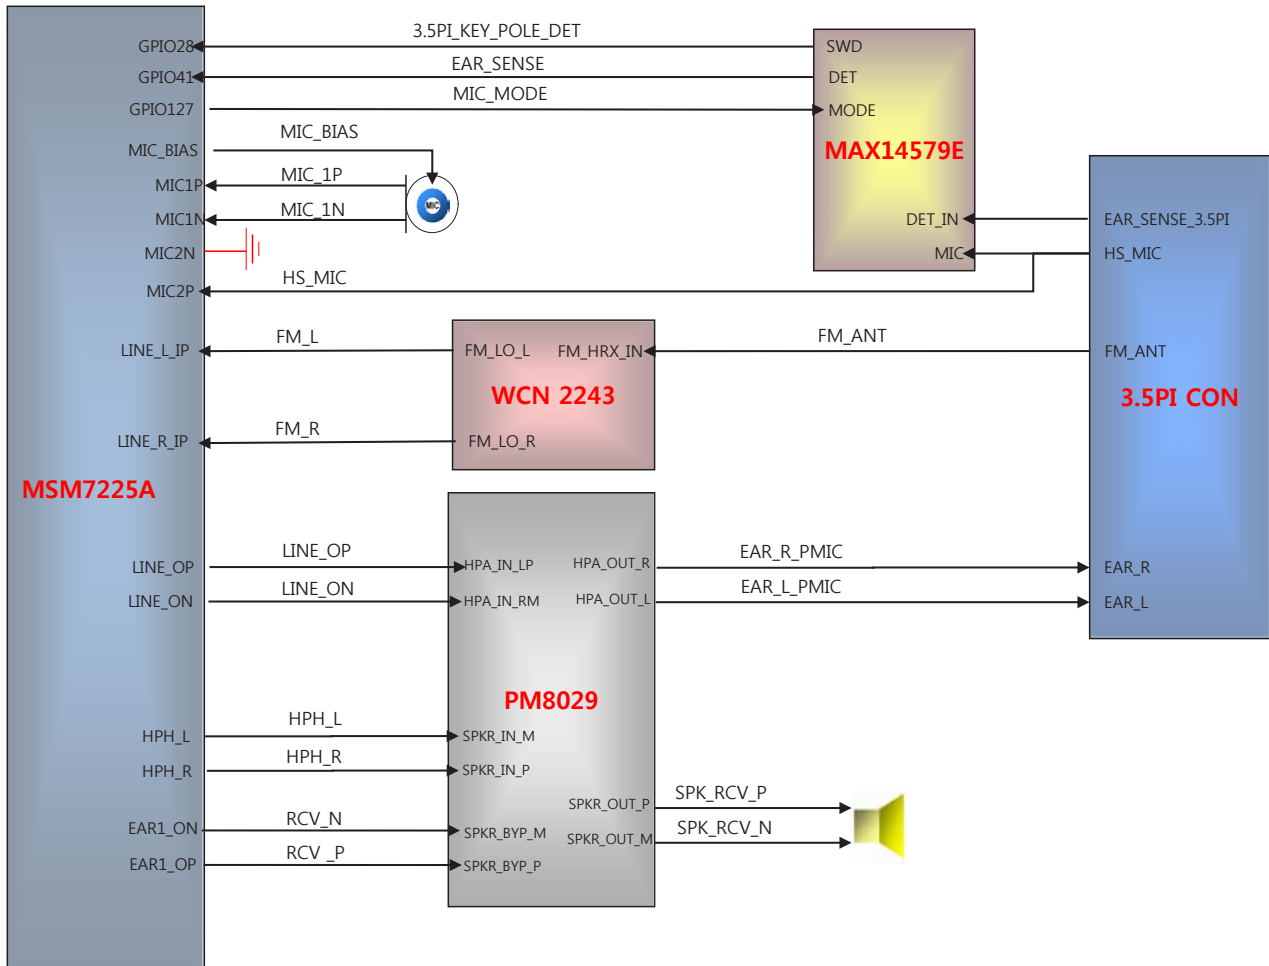 3.5PI_KEY_POLE_DET
GPIO28
SWD
EAR_SENSE
GPIO41
DET
MIC_MODE
GPIO127
MODE
MIC_BIAS
MIC_BIAS
MAX14579E
MIC_1P
MIC1P
MIC
MIC_1N
MIC1N
DET_IN
EAR_SENSE_3.5PI
MIC2N
MIC
HS_MIC
HS_MIC
MIC2P
FM_L
FM_ANT
LINE_L_IP
FM_LO_L
FM_HRX_IN
FM_ANT
WCN 2243
3.5PI CON
FM_R
LINE_R_IP
FM_LO_R
MSM7225A
LINE_OP
EAR_R_PMIC
LINE_OP
HPA_IN_LP
HPA_OUT_R
EAR_R
LINE_ON
EAR_L_PMIC
LINE_ON
HPA_IN_RM
HPA_OUT_L
EAR_L
PM8029
HPH_L
HPH_L
SPKR_IN_M
HPH_R
HPH_R
SPKR_IN_P
SPK_RCV_P
SPKR_OUT_P
RCV_N
EAR1_ON
SPKR_BYP_M
SPK_RCV_N
SPKR_OUT_M
RCV _P
EAR1_OP
SPKR_BYP_P